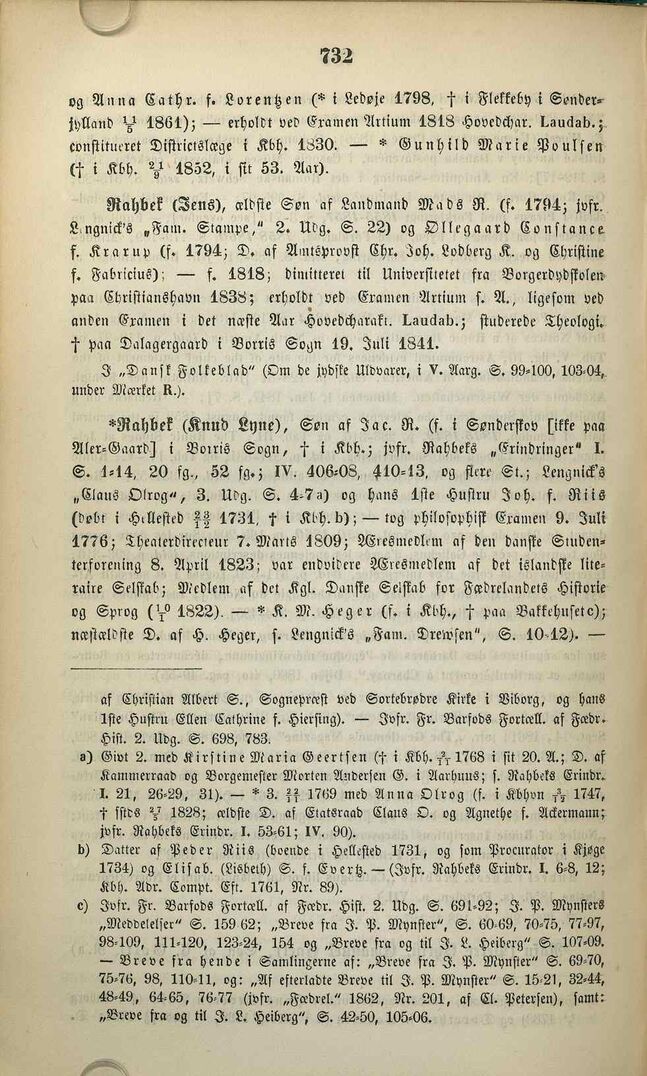 732
og Anna Cathr. f. Lorentzen (* i Ledøje 1798, † i Flekkeby i Sønder-
jylland 11/5 1861); — erholdt ved Examen Artium 1818 Hovedchar. Laudab.;
constitueret Districtslæge i Kbh. 1830. — * Gunhild Marie Poulsen
(† i Kbh. 21/9 1852, i sit 53. Aar).
Rahbek (Jens), ældste Søn af Landmand Mads R. (f. 1794; jvfr.
Lengnick's „Fam. Stampe," 2. Udg. S. 22) og Øllegaard Constance
f. Krarup (f. 1794; D. af Amtsprovst Chr. Joh. Lodberg K. og Christine
f. Fabricius); — f. 1818; dimitteret til Universitetet fra Borgerdydskolen
paa Christianshavn 1838; erholdt ved Examen Artium s. A., ligesom ved
anden Examen i det næste Aar Hovedcharakt. Laudab.; studerede Theologi.
† paa Dalagergaard i Vorris Sogn 19. Juli 1841.
I „Dansk Folkeblad" (Om de jydske Uldvarer, i V. Aarg. S. 99-100, 103-04,
under Mærket R.).
*Rahbek (Knud Lyne), Søn af Jac. R. (f. i Sønderskov [ikke paa
Aler-Gaard] i Vorris Sogn, † i Kbh.; jvfr. Rahbeks „Erindringer" I.
S. 1-14, 20 fg., 52 fg.; IV. 406-08, 410-13, og flere St.; Lengnick's
„Claus Olrog", 3. Udg. S. 4-7 a) og hans 1ste Hustru Joh. f. Riis
(døbt i Hellested 23/12 1731, † i Kbh. b); — tog philosophisk Examen 9. Juli
1776; Theaterdirecteur 7. Marts 1809; Æresmedlem af den danske Studen-
terforening 8. April 1823; var endvidere Æresmedlem af det islandske lite-
raire Selskab; Medlem af det Kgl. Danske Selskab for Fædrelandets Historie
og Sprog (10/1 1822). — * K. M. Heger (f. i Kbh., † paa Bakkehuset c);
næstældste D. af H. Heger, f. Lengnick's „Fam. Drewsen", S. 10-12). —
af Christian Albert S., Sognepræst ved Sortebrødre Kirke i Viborg, og hans
1ste Hustru Ellen Cathrine f. Hiersing). — Jvfr. Fr. Barfods Fortæll. af Fædr.
Hist. 2. Udg. S. 698, 783.
a) Givt 2. med Kirstine Maria Geertsen († i Kbh. 2/11 1768 i sit 20. A.; D. af
Kammerraad og Borgemester Morten Andersen G. i Aarhuus; s. Rahbeks Erindr.
I. 21, 26-29, 31). — * 3. 22/11 1769 med Anna Olrog (f. i Kbhvn 3/12 1747,
† sstds 27/5 1828; ældste D. af Etatsraad Claus O. og Agnethe f. Ackermann;
jvfr. Rahbeks Erindr. I. 53-61; IV. 90).
b) Datter af Peder Riis (boende i Hellested 1731, og som Procurator i Kjøge
1734) og Elisab. (Lisbeth) S. f. Evertz. — (Jvfr. Rahbeks Erindr. I. 6-8, 12;
Kbh. Adr. Compt. Eft. 1761, Nr. 89).
c) Jvfr. Fr. Barfods Fortæll. af Fædr. Hist. 2. Udg. S. 691-92; J. P. Mynsters
„Meddelelser" S. 159-62; „Breve fra J. P. Mynster", S. 60-69, 70-75, 77-97,
98-109, 111-120, 123-24, 154 og „Breve fra og til J. L. Heiberg" S. 107-09.
— Breve fra hende i Samlingerne af: „Breve fra J. P. Mynster" S. 69-70,
75-76, 98, 110-11, og: „Af efterladte Breve til J. P. Mynster" S. 15-21, 32-44,
48-49, 64-65, 76-77 (jvfr. „Fædrel." 1862, Nr. 201, af Cl. Petersen), samt:
„Breve fra og til J. L. Heiberg", S. 42-50, 105-06.